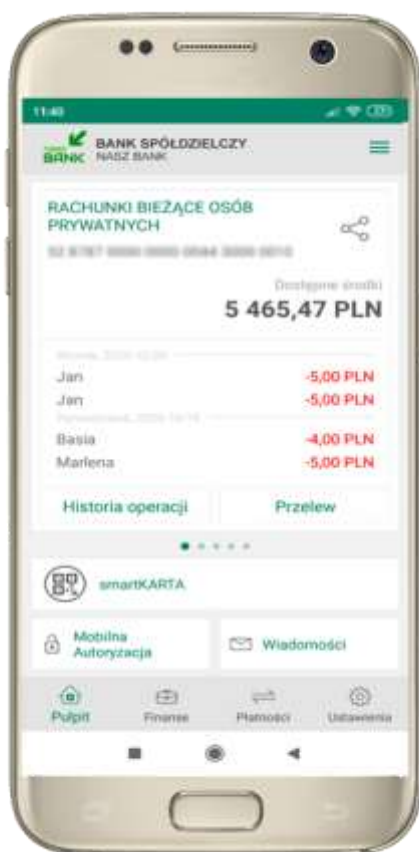 11:40
BANK
BANK SPÓŁDZIELCZY
NASZ BANK
RACHUNKI BIEŻĄCE OSÓB
PRYWATNYCH
Dostępne środki
5 465,47 PLN
Jan -5,00 PLN
Jan -5,00 PLN
Basia -4,00 PLN
Marlena -5,00 PLN
Historia operacji Przelew
smartKARTA
Mobilna
Autoryzacja
Wiadomości
Pulpit Finanse Płatności Ustawienia